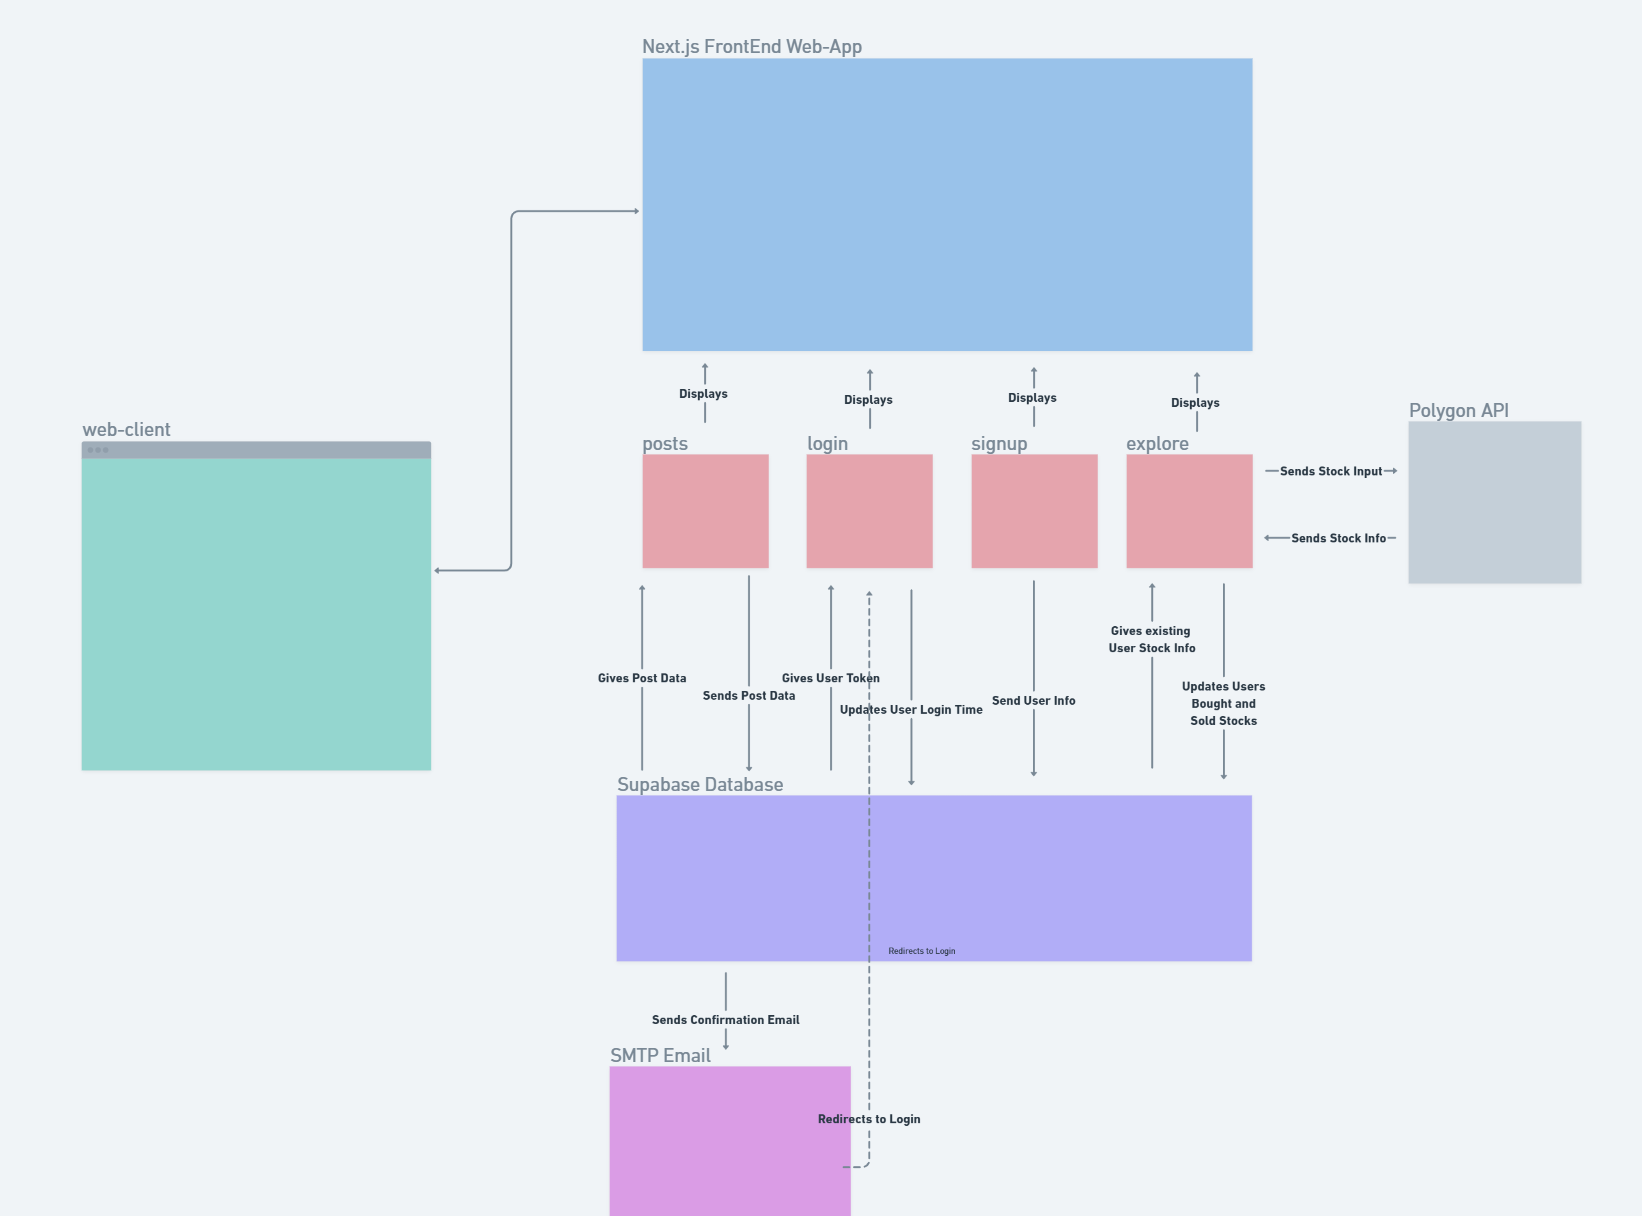 Next.js FrontEnd Web-App
Displays
Displays
Displays
Displays
Polygon API
web-client
posts
login
signup
explore
Sends Stock Input
Sends Stock Info
Gives existing
User Stock Info
Gives Post Data
Sends Post Data
Gives User Token
Updates User Login Time
Send User Info
Updates Users
Bought and
Sold Stocks
Supabase Database
Redirects to Login
Sends Confirmation Email
SMTP Email
Redirects to Login